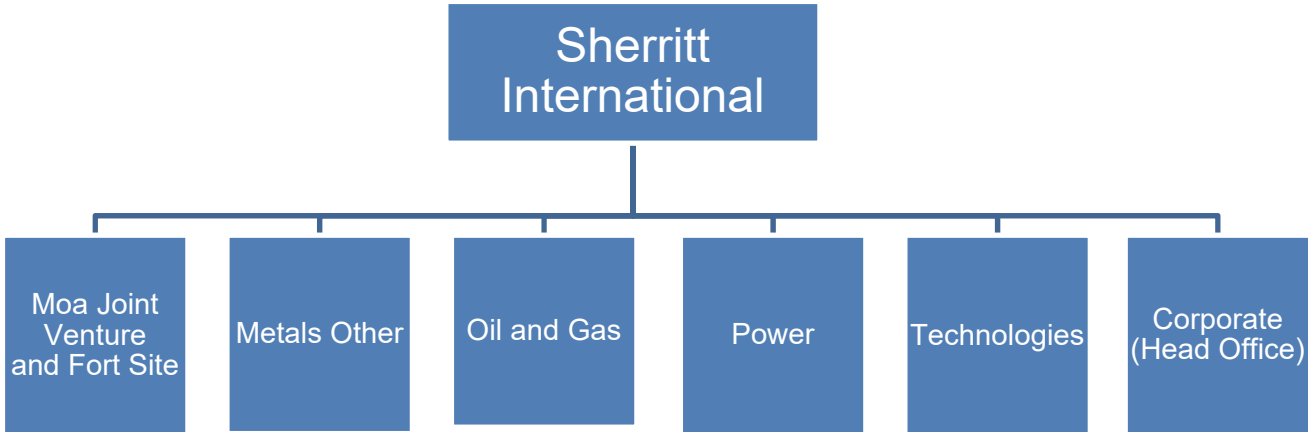 Sherritt
International
Moa Joint
Venture
and Fort Site
Metals Other
Oil and Gas
Power
Technologies
Corporate
(Head Office)